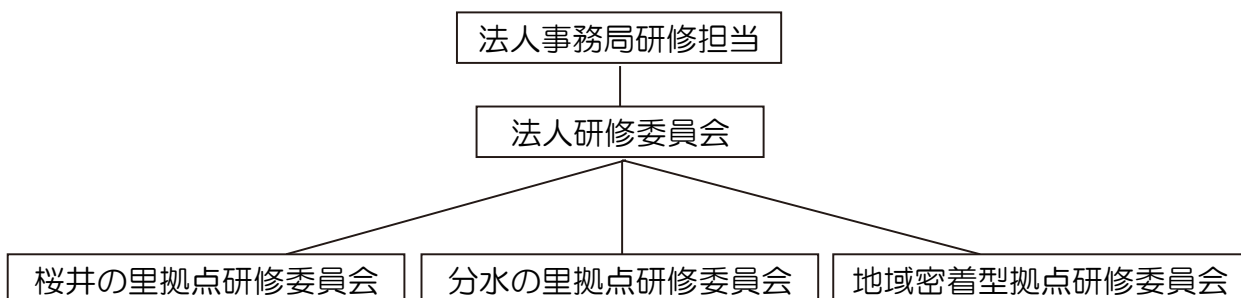 法人事務局研修担当
法人研修委員会
桜井の里拠点研修委員会
分水の里拠点研修委員会
地域密着型拠点研修委員会